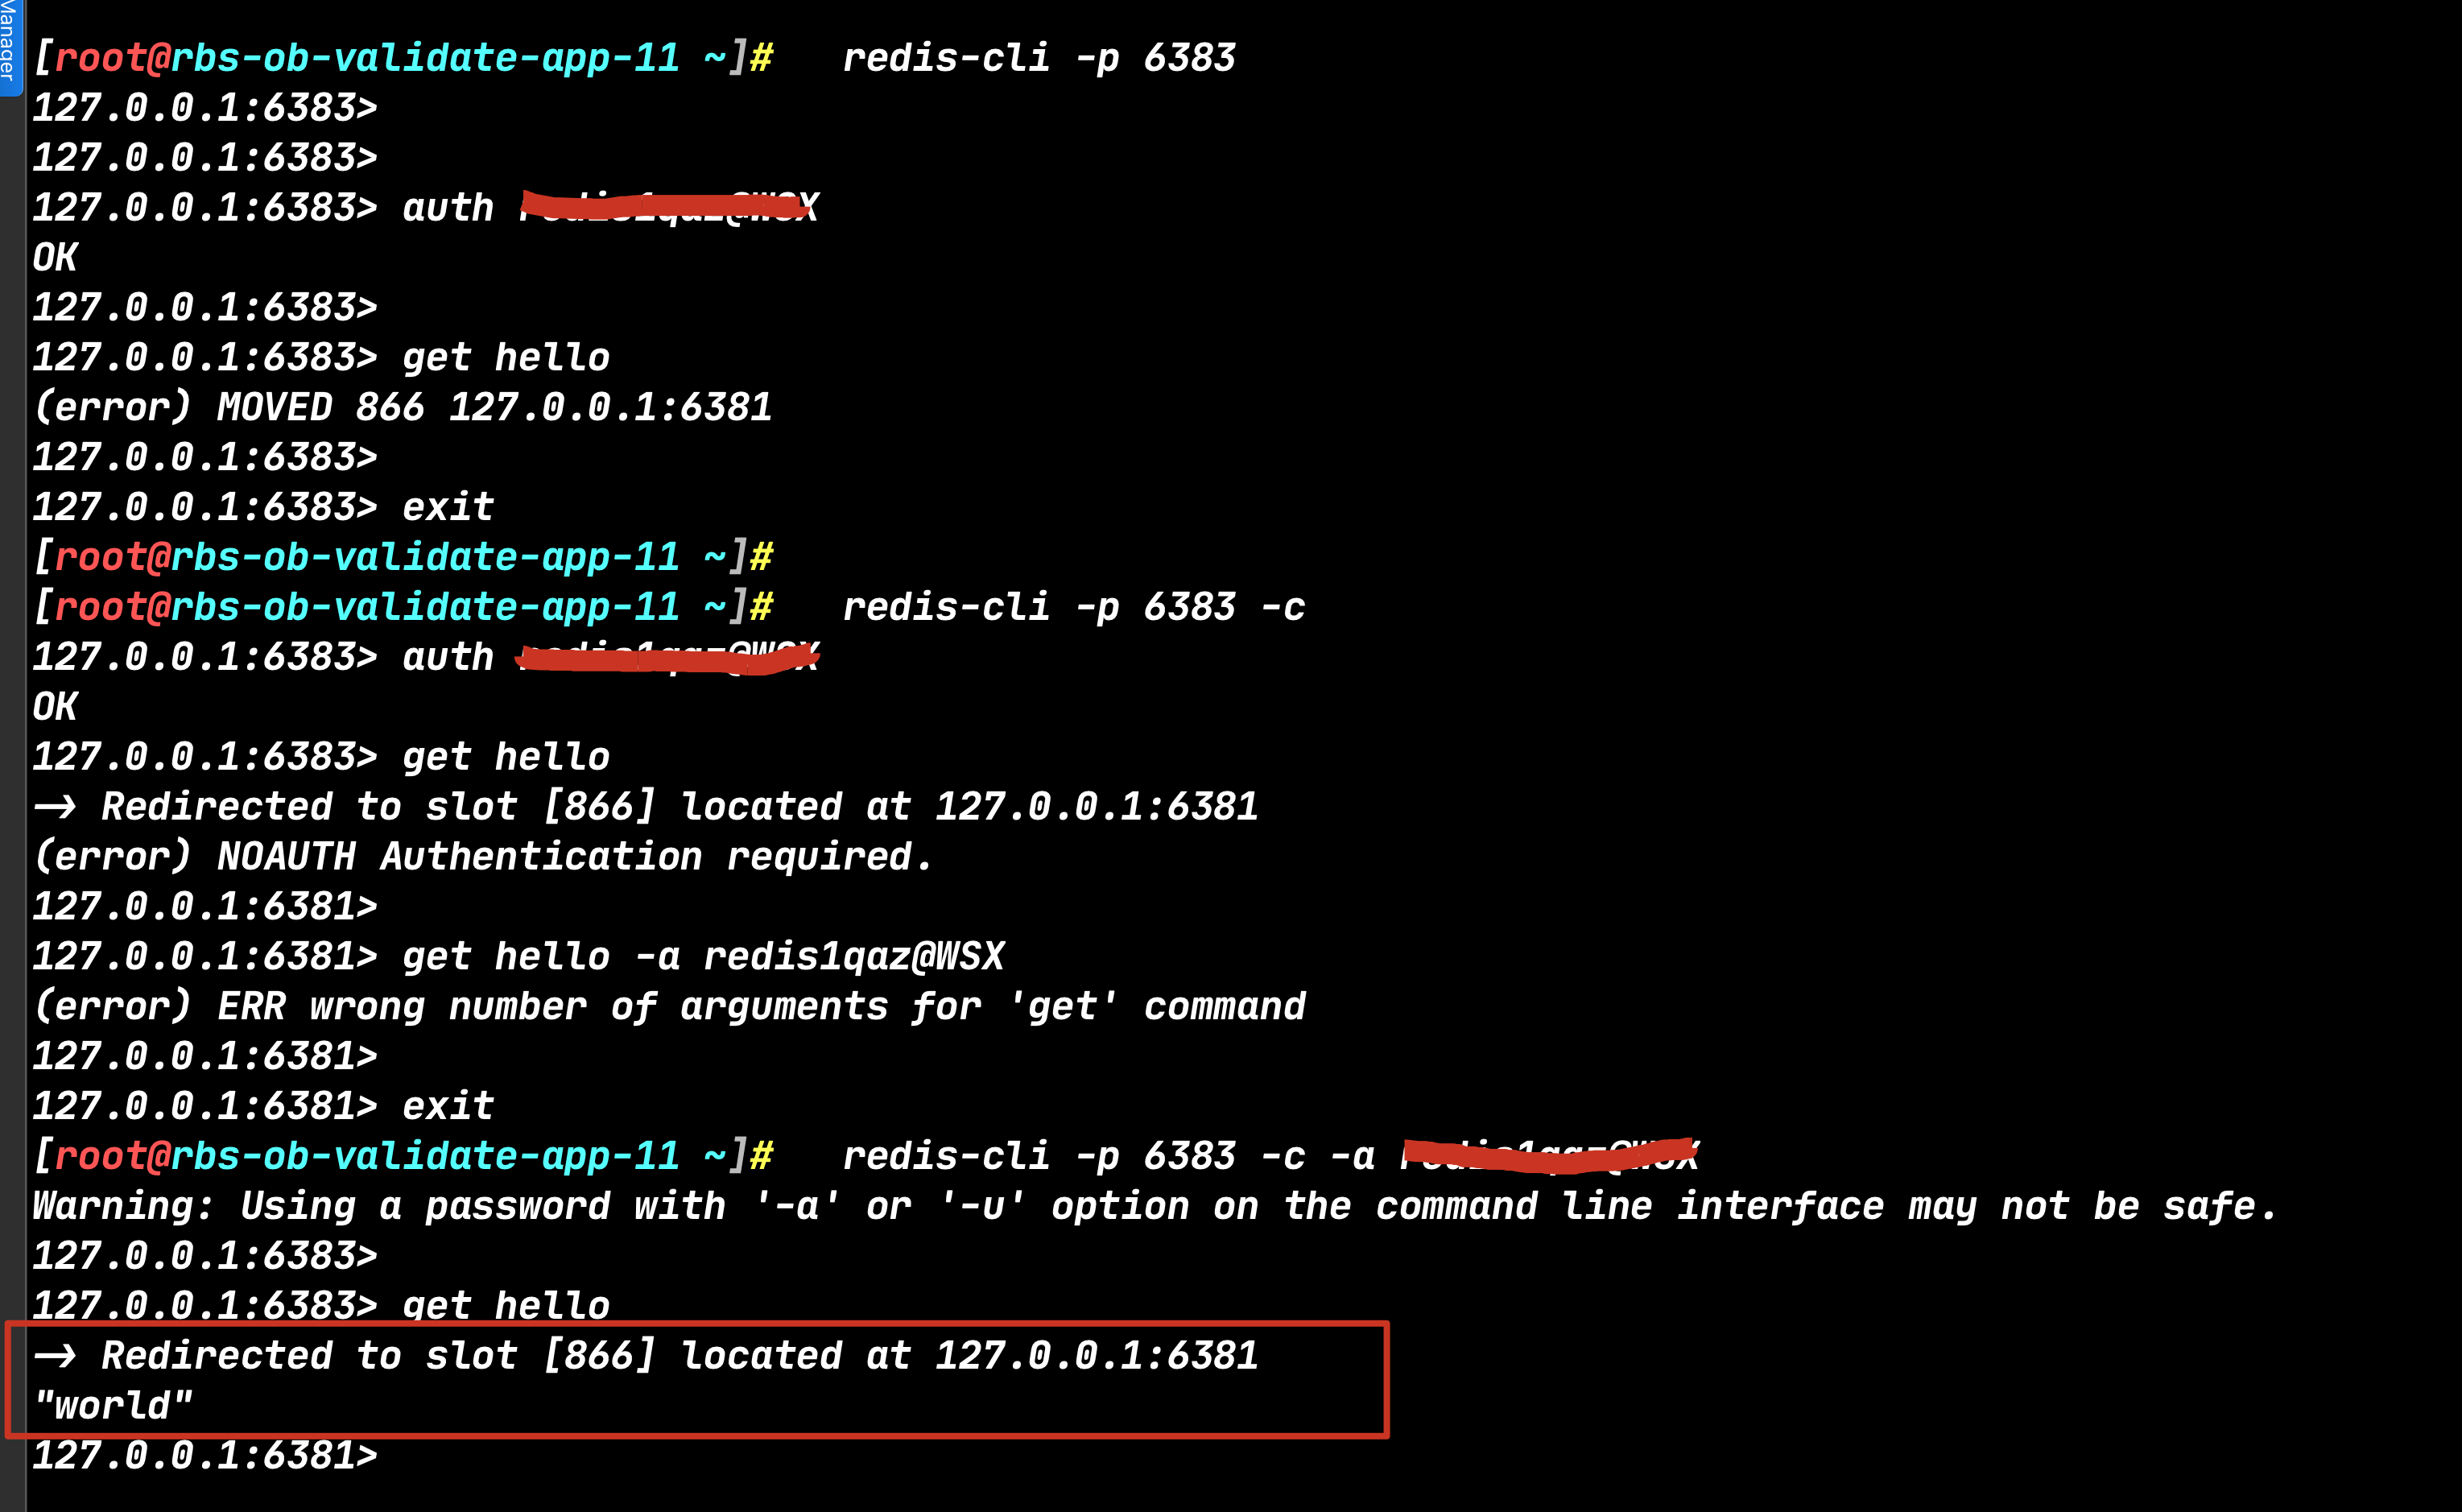 Manager
[root@rbs-ob-validate-app-11 ~]# redis-cli -p 6383
127.0.0.1:6383>
127.0.0.1:6383>
127.0.0.1:6383> auth
OK
127.0.0.1:6383>
127.0.0.1:6383> get hello
(error) MOVED 866 127.0.0.1:6381
127.0.0.1:6383>
127.0.0.1:6383> exit
[root@rbs-ob-validate-app-11 ~]#
[root@rbs-ob-validate-app-11 ~]# redis-cli -p 6383 -c
127.0.0.1:6383> auth
OK
127.0.0.1:6383> get hello
-> Redirected to slot [866] located at 127.0.0.1:6381
(error) NOAUTH Authentication required.
127.0.0.1:6381>
127.0.0.1:6381> get hello -a redis1qaz@WSX
(error) ERR wrong number of arguments for 'get' command
127.0.0.1:6381>
127.0.0.1:6381> exit
[root@rbs-ob-validate-app-11 ~]# redis-cli -p 6383 -c -a
Warning: Using a password with '-a' or '-u' option on the command line interface may not be safe.
127.0.0.1:6383>
127.0.0.1:6383> get hello
-> Redirected to slot [866] located at 127.0.0.1:6381
"world"
127.0.0.1:6381>